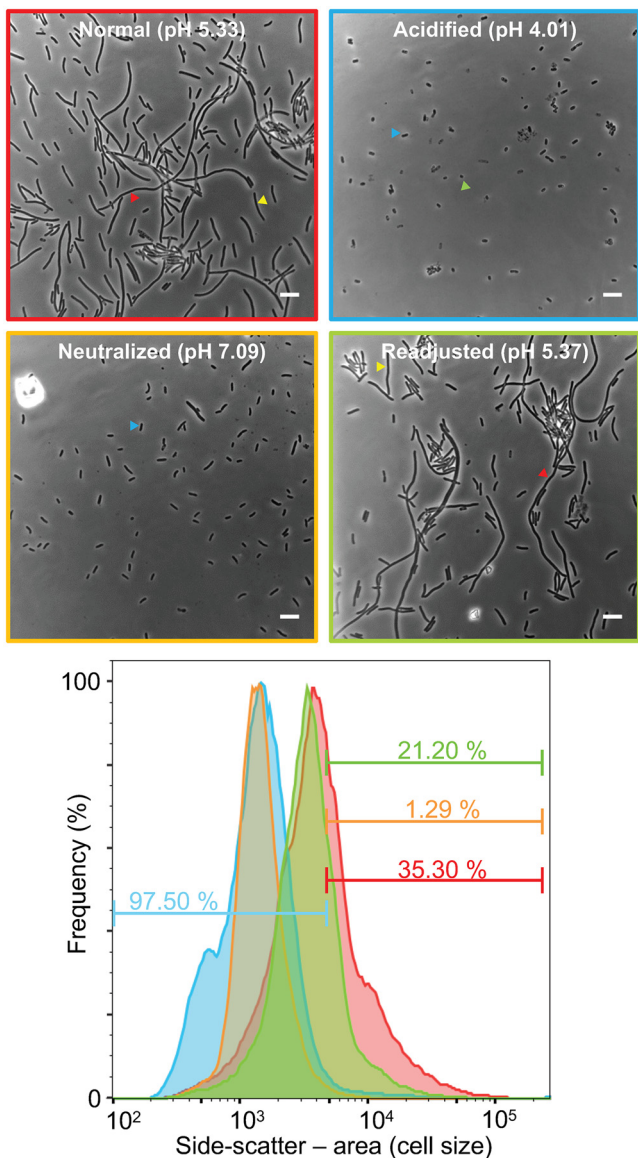 Normal (pH 5.33)
Acidified (pH 4.01)
Neutralized (pH 7.09)
Readjusted (pH 5.37)
100
21.20 %
1.29 %
35.30 %
97.50 %
Frequency (%)
0
10² 10³ 10⁴ 10⁵
Side-scatter – area (cell size)